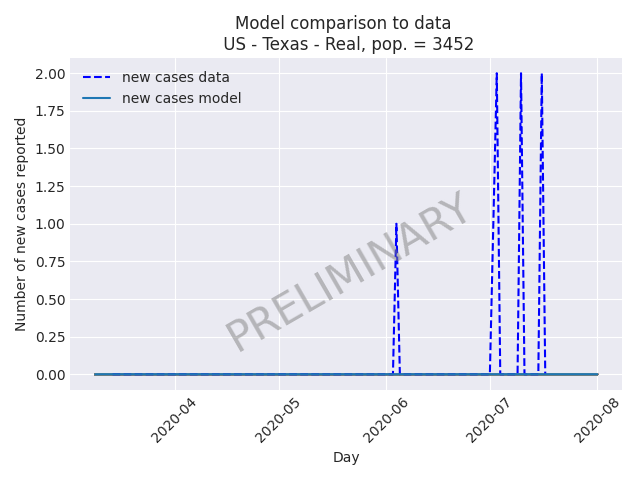 Model comparison to data
US - Texas - Real, pop. = 3452
new cases data
new cases model
2.00
1.75
1.50
1.25
1.00
0.75
0.50
0.25
0.00
Number of new cases reported
PRELIMINARY
2020-04
2020-05
2020-06
2020-07
2020-08
Day